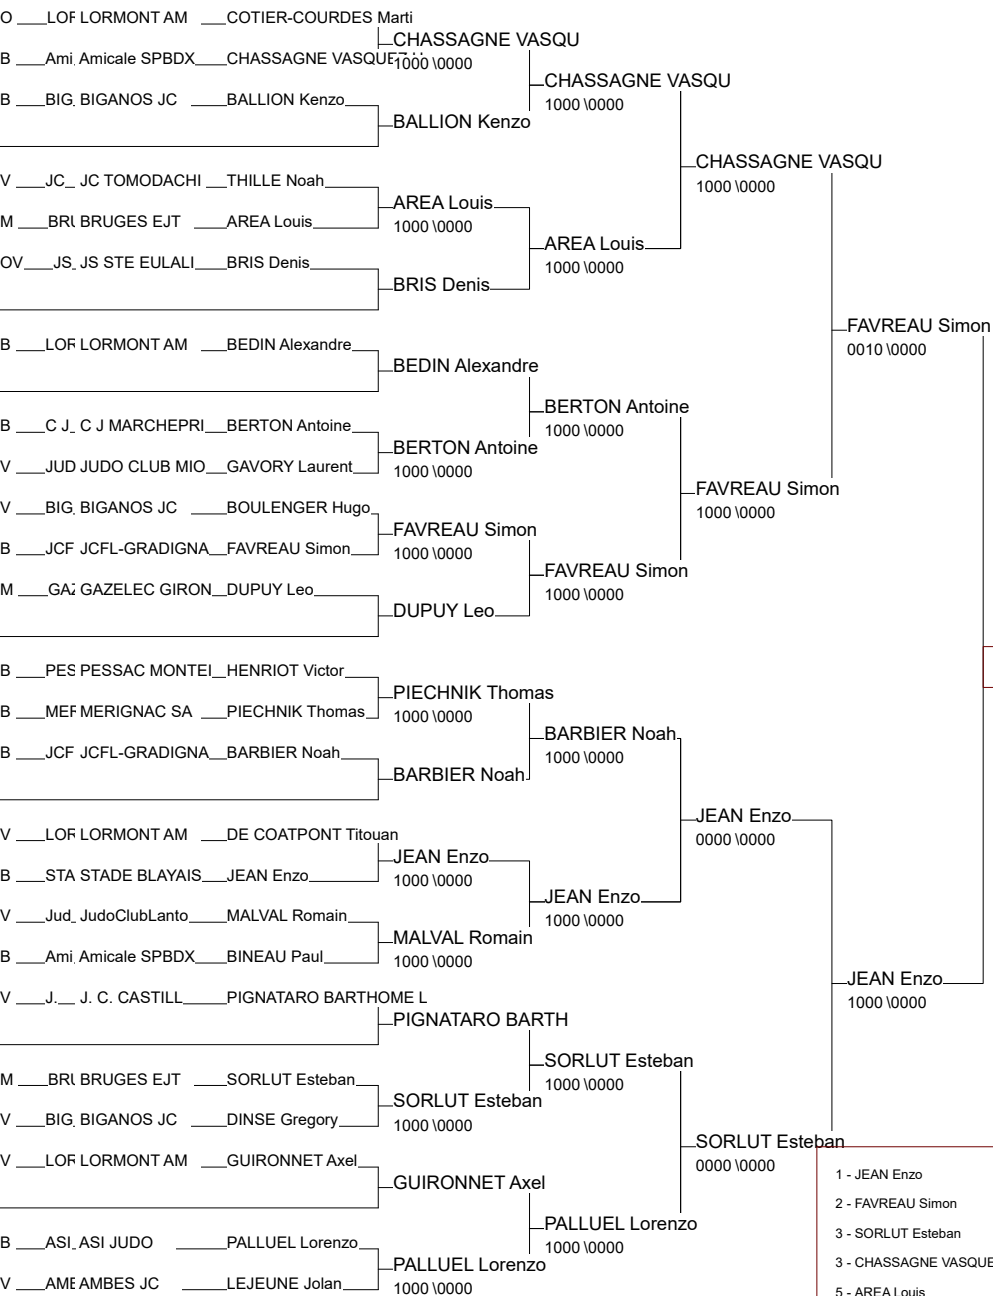 O LOF LORMONT AM COTIER-COURDES Marti
CHASSAGNE VASQU
B Ami Amicale SPBDX CHASSAGNE VASQUEZ
1000 \0000
CHASSAGNE VASQU
B BIG BIGANOS JC BALLION Kenzo
1000 \0000
BALLION Kenzo
CHASSAGNE VASQU
V JC_ JC TOMODACHI THILLE Noah
1000 \0000
AREA Louis
M BRU BRUGES EJT AREA Louis
1000 \0000
AREA Louis
OV JS_ JS STE EULALI BRIS Denis
1000 \0000
BRIS Denis
FAVREAU Simon
B LOR LORMONT AM BEDIN Alexandre
0010 \0000
BEDIN Alexandre
BERTON Antoine
B C J_ C J MARCHEPRI BERTON Antoine
1000 \0000
BERTON Antoine
V JUD JUDO CLUB MIO GAVORY Laurent
1000 \0000
FAVREAU Simon
V BIG BIGANOS JC BOULENGER Hugo
1000 \0000
FAVREAU Simon
B JCF JCFL-GRADIGNA FAVREAU Simon
1000 \0000
FAVREAU Simon
M GAZ GAZELEC GIRON DUPUY Leo
1000 \0000
DUPUY Leo
B PES PESSAC MONTEI HENRIOT Victor
PIECHNIK Thomas
B MER MERIGNAC SA PIECHNIK Thomas
1000 \0000
BARBIER Noah
B JCF JCFL-GRADIGNA BARBIER Noah
1000 \0000
BARBIER Noah
JEAN Enzo
V LOR LORMONT AM DE COATPONT Titouan
0000 \0000
JEAN Enzo
B STA STADE BLAYAIS JEAN Enzo
1000 \0000
JEAN Enzo
V Jud_ JudoClubLanto MALVAL Romain
1000 \0000
MALVAL Romain
B Ami Amicale SPBDX BINEAU Paul
1000 \0000
JEAN Enzo
V J._ J. C. CASTILL PIGNATARO BARTHOME L
1000 \0000
PIGNATARO BARTH
SORLUT Esteban
M BRU BRUGES EJT SORLUT Esteban
1000 \0000
SORLUT Esteban
V BIG BIGANOS JC DINSE Gregory
1000 \0000
SORLUT Esteban
V LOR LORMONT AM GUIRONNET Axel
0000 \0000
1 - JEAN Enzo
GUIRONNET Axel
2 - FAVREAU Simon
PALLUEL Lorenzo
3 - SORLUT Esteban
B ASI_ ASI JUDO PALLUEL Lorenzo
1000 \0000
3 - CHASSAGNE VASQUE
PALLUEL Lorenzo
V AME AMBES JC LEJEUNE Jolan
1000 \0000
5 - AREA Louis